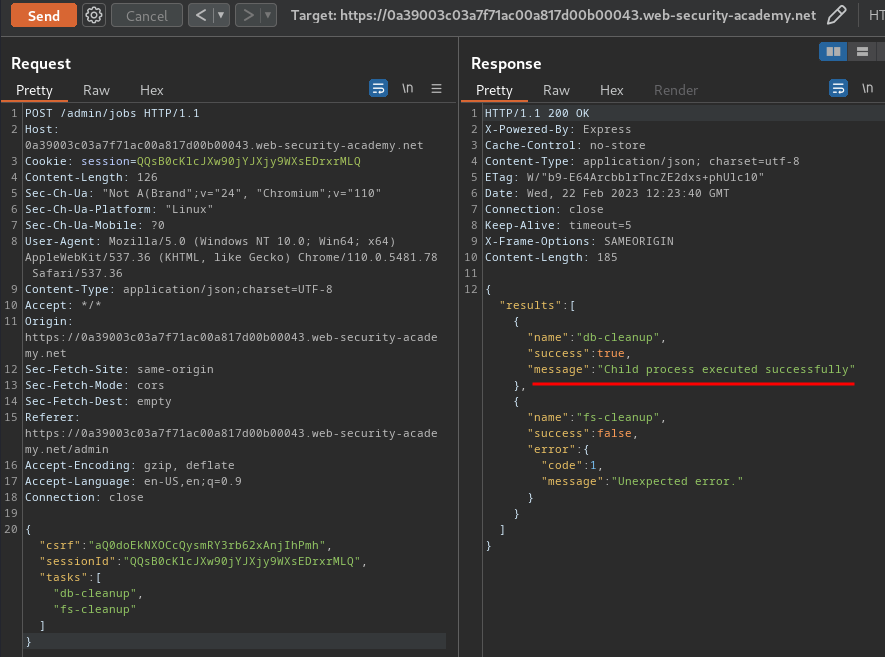 Send
Cancel
Target: https://0a39003c03a7f71ac00a817d00b00043.web-security-academy.net
HT
Request
Pretty Raw Hex
\n
1 POST /admin/jobs HTTP/1.1
2 Host:
0a39003c03a7f71ac00a817d00b00043.web-security-academy.net
3 Cookie: session=QQsB0cKlcJXw90jYJXjy9WXsEDrxrMLQ
4 Content-Length: 126
5 Sec-Ch-Ua: "Not A(Brand";v="24", "Chromium";v="110"
6 Sec-Ch-Ua-Platform: "Linux"
7 Sec-Ch-Ua-Mobile: ?0
8 User-Agent: Mozilla/5.0 (Windows NT 10.0; Win64; x64)
AppleWebKit/537.36 (KHTML, like Gecko) Chrome/110.0.5481.78
Safari/537.36
9 Content-Type: application/json;charset=UTF-8
10 Accept: */*
11 Origin:
https://0a39003c03a7f71ac00a817d00b00043.web-security-acade
my.net
12 Sec-Fetch-Site: same-origin
13 Sec-Fetch-Mode: cors
14 Sec-Fetch-Dest: empty
15 Referer:
https://0a39003c03a7f71ac00a817d00b00043.web-security-acade
my.net/admin
16 Accept-Encoding: gzip, deflate
17 Accept-Language: en-US,en;q=0.9
18 Connection: close
19
20 {
"csrf":"aQ0doEkNXOCcQysmRY3rb62xAnjIhPmh",
"sessionId":"QQsB0cKlcJXw90jYJXjy9WXsEDrxrMLQ",
"tasks":[
"db-cleanup",
"fs-cleanup"
]
}
Response
Pretty Raw Hex Render
\n
1 HTTP/1.1 200 OK
2 X-Powered-By: Express
3 Cache-Control: no-store
4 Content-Type: application/json; charset=utf-8
5 ETag: W/"b9-E64Arcbb1rTncZE2dxs+phUlc10"
6 Date: Wed, 22 Feb 2023 12:23:40 GMT
7 Connection: close
8 Keep-Alive: timeout=5
9 X-Frame-Options: SAMEORIGIN
10 Content-Length: 185
11
12 {
"results":[
{
"name":"db-cleanup",
"success":true,
"message":"Child process executed successfully"
},
{
"name":"fs-cleanup",
"success":false,
"error":{
"code":1,
"message":"Unexpected error."
}
}
]
}